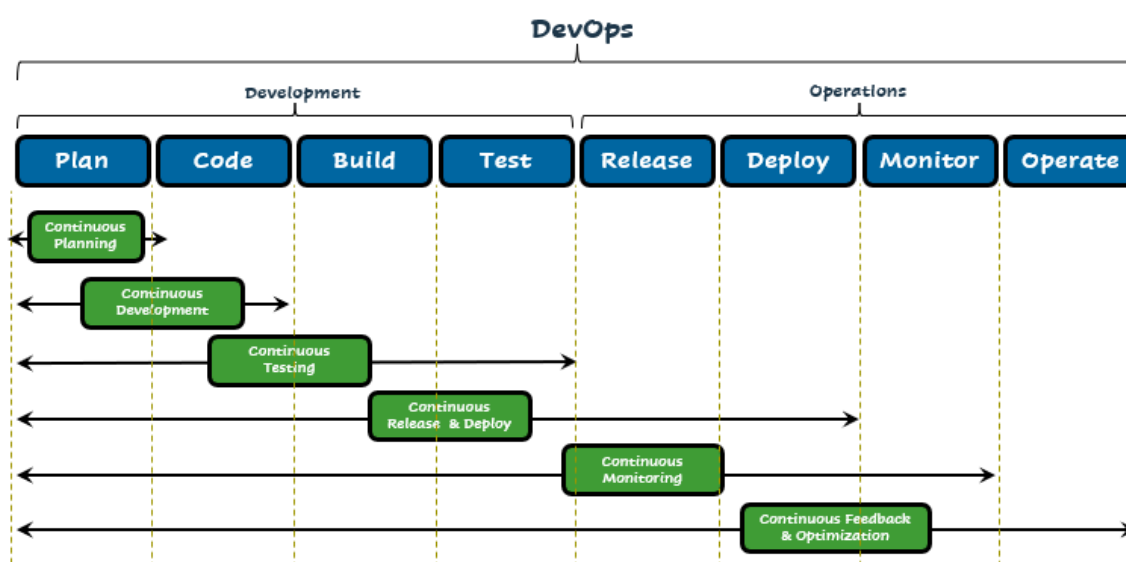 DevOps
Development
Operations
Plan
Code
Build
Test
Release
Deploy
Monitor
Operate
Continuous
Planning
Continuous
Development
Continuous
Testing
Continuous
Release & Deploy
Continuous
Monitoring
Continuous Feedback
& Optimization